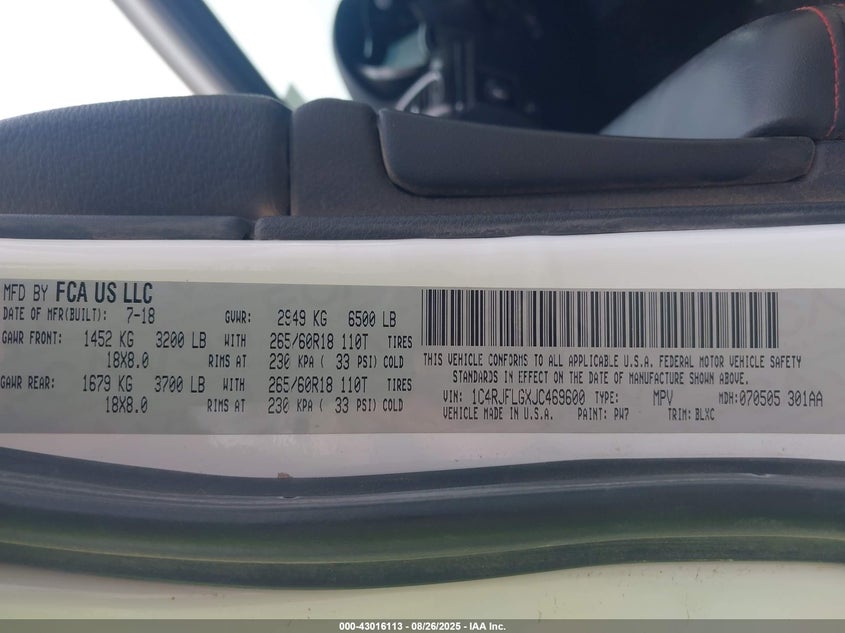 MFD BY FCA US LLC
DATE OF MFR(BUILT): 7-18 GVWR: 2949 KG 6500 LB
GAWR FRONT: 1452 KG 3200 LB WITH 265/60R18 110T TIRES
18X8.0 RIMS AT 230 KPA ( 33 PSI) COLD
GAWR REAR: 1679 KG 3700 LB WITH 265/60R18 110T TIRES
18X8.0 RIMS AT 230 KPA ( 33 PSI) COLD
THIS VEHICLE CONFORMS TO ALL APPLICABLE U.S.A. FEDERAL MOTOR VEHICLE SAFETY
STANDARDS IN EFFECT ON THE DATE OF MANUFACTURE SHOWN ABOVE.
VIN: 1C4RJFLGXJC469600 TYPE: MPV MDH: 070505 301AA
VEHICLE MADE IN U.S.A. PAINT: PW7 TRIM: BLXC
000-43016113 - 08/26/2025 - IAA Inc.